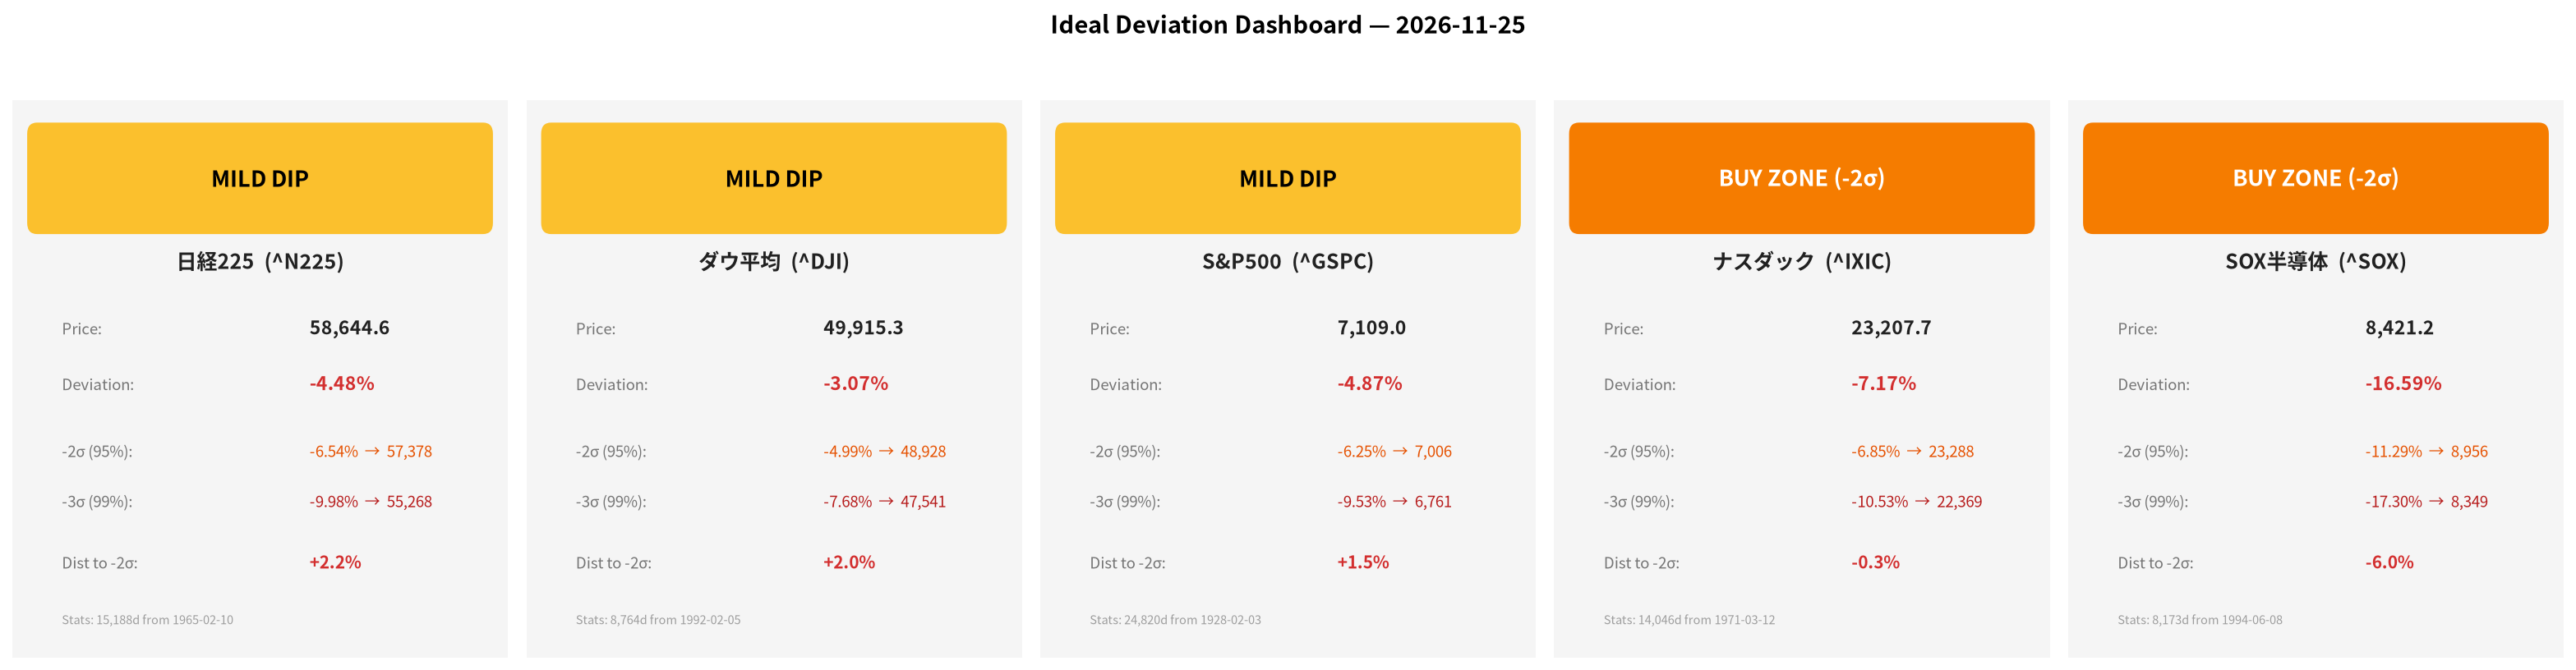 Ideal Deviation Dashboard — 2026-11-25
MILD DIP
日経225 (^N225)
Price: 58,644.6
Deviation: -4.48%
-2σ (95%): -6.54% → 57,378
-3σ (99%): -9.98% → 55,268
Dist to -2σ: +2.2%
Stats: 15,188d from 1965-02-10
MILD DIP
ダウ平均 (^DJI)
Price: 49,915.3
Deviation: -3.07%
-2σ (95%): -4.99% → 48,928
-3σ (99%): -7.68% → 47,541
Dist to -2σ: +2.0%
Stats: 8,764d from 1992-02-05
MILD DIP
S&P500 (^GSPC)
Price: 7,109.0
Deviation: -4.87%
-2σ (95%): -6.25% → 7,006
-3σ (99%): -9.53% → 6,761
Dist to -2σ: +1.5%
Stats: 24,820d from 1928-02-03
BUY ZONE (-2σ)
ナスダック (^IXIC)
Price: 23,207.7
Deviation: -7.17%
-2σ (95%): -6.85% → 23,288
-3σ (99%): -10.53% → 22,369
Dist to -2σ: -0.3%
Stats: 14,046d from 1971-03-12
BUY ZONE (-2σ)
SOX半導体 (^SOX)
Price: 8,421.2
Deviation: -16.59%
-2σ (95%): -11.29% → 8,956
-3σ (99%): -17.30% → 8,349
Dist to -2σ: -6.0%
Stats: 8,173d from 1994-06-08